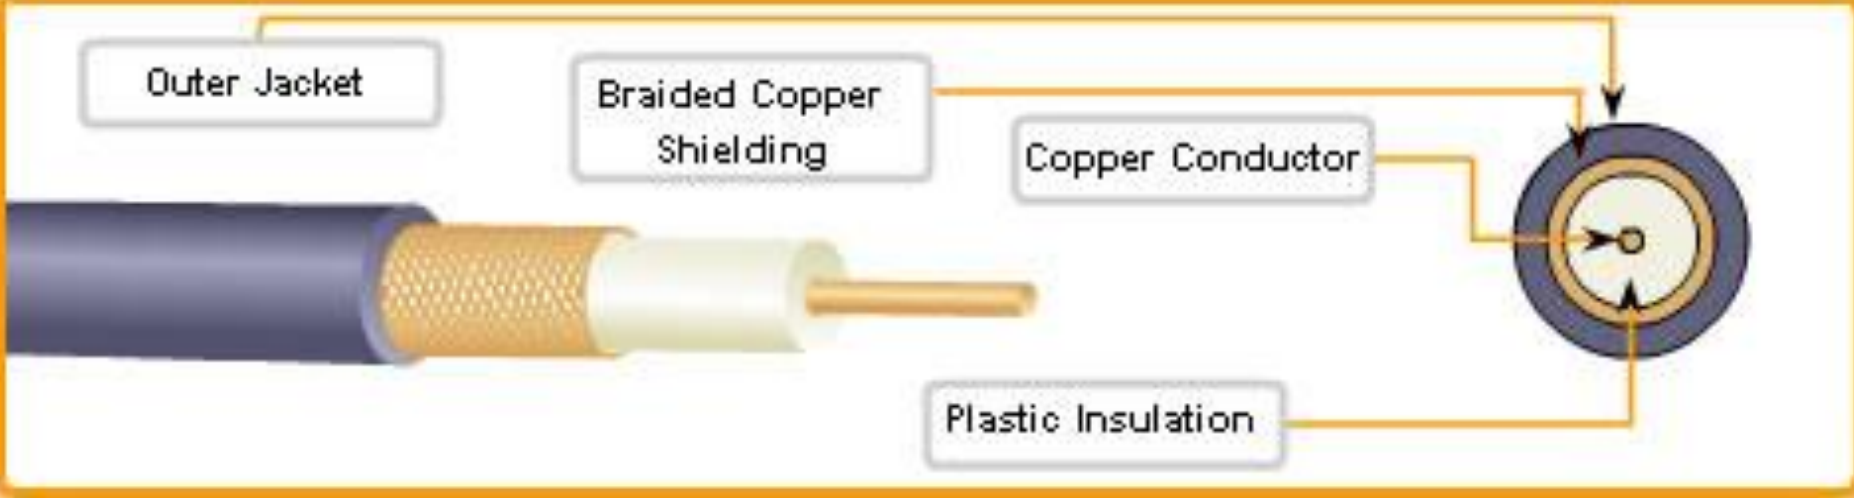 Outer Jacket
Braided Copper
Shielding
Copper Conductor
Plastic Insulation